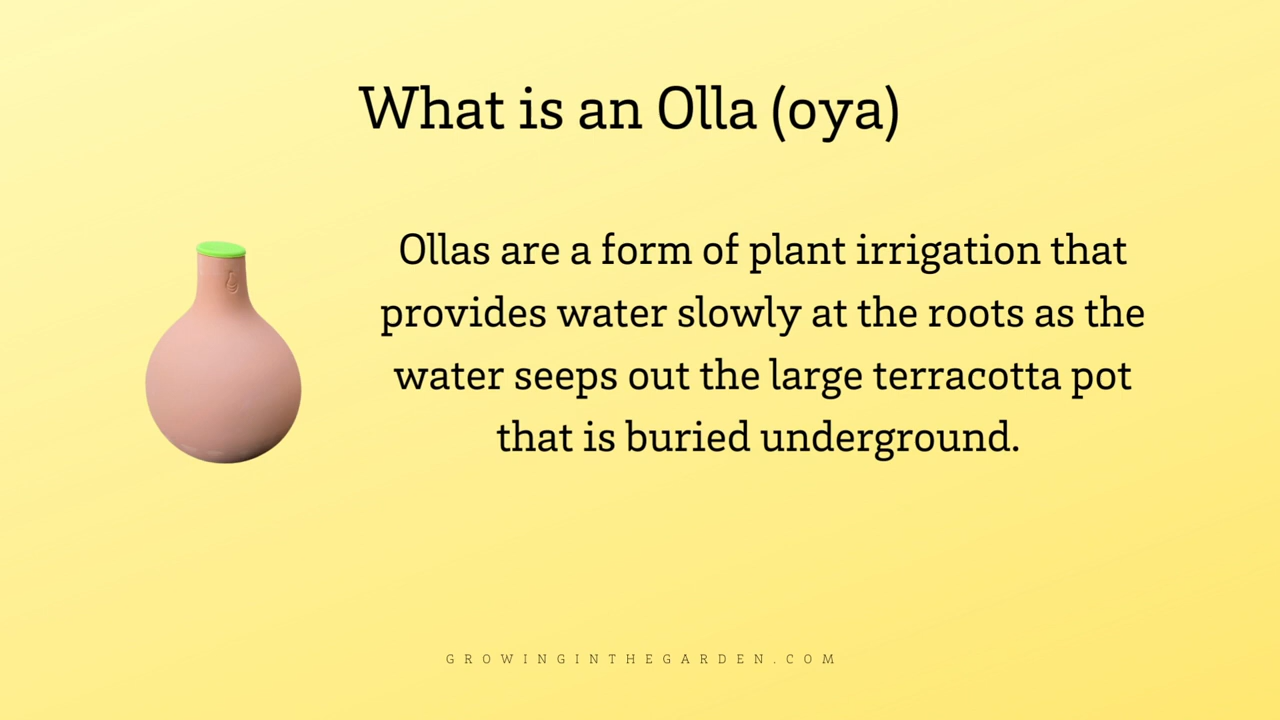 What is an Olla (oya)
Ollas are a form of plant irrigation that
provides water slowly at the roots as the
water seeps out the large terracotta pot
that is buried underground.
GROWINGINTHEGARDEN.COM